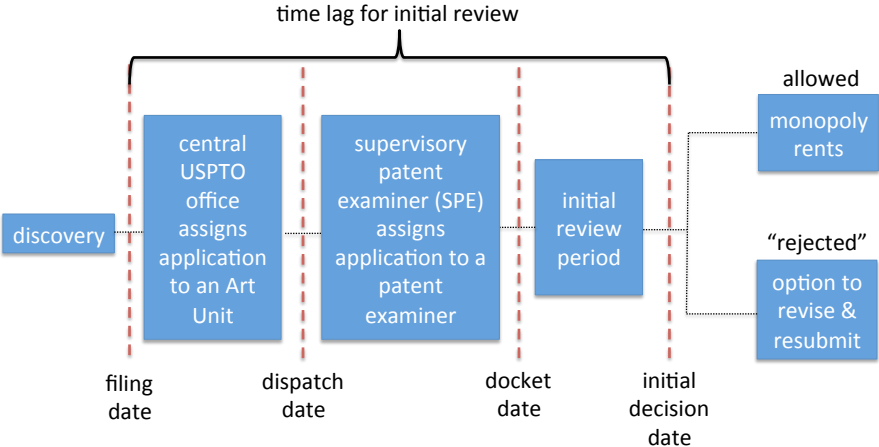 time lag for initial review
discovery
central
USPTO
office
assigns
application
to an Art
Unit
supervisory
patent
examiner (SPE)
assigns
application to a
patent
examiner
initial
review
period
allowed
monopoly
rents
“rejected”
option to
revise &
resubmit
filing
date
dispatch
date
docket
date
initial
decision
date